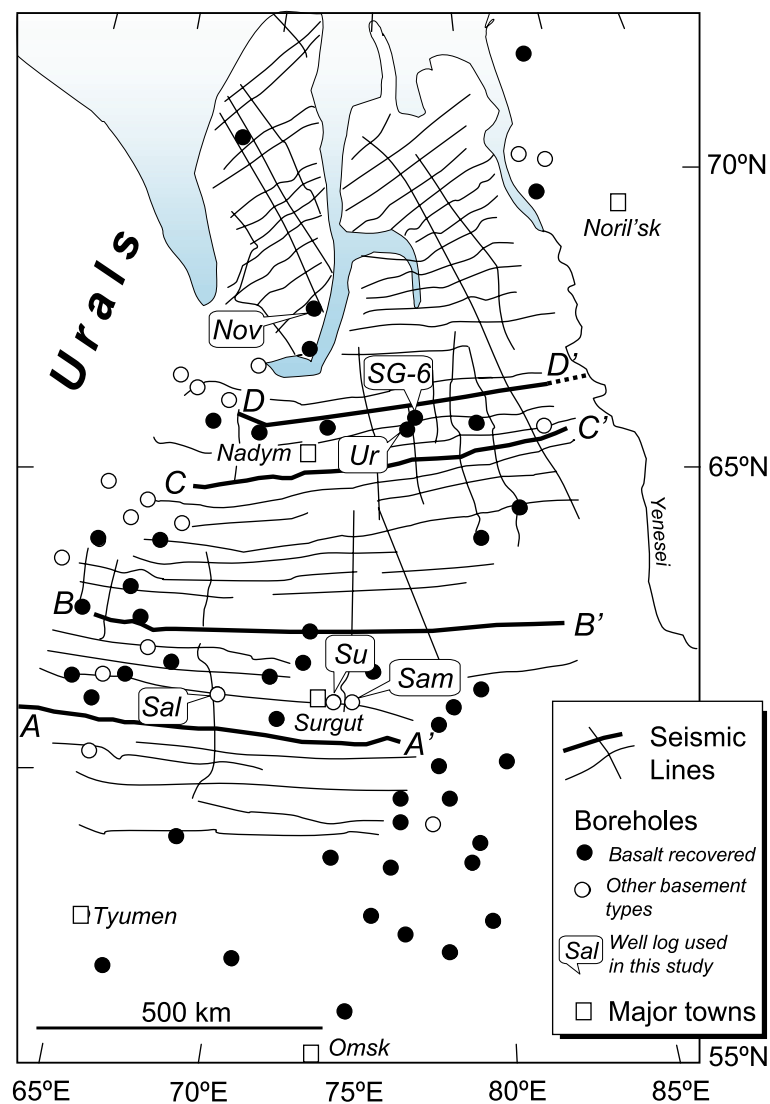 70ºN
Noril'sk
Urals
Nov
SG-6
D
D'
C'
Nadym
Ur
C
65ºN
Yenesei
B
B'
Su
Sam
Sal
Surgut
A
A'
Seismic
Lines
Boreholes
Basalt recovered
Other basement
types
Sal
Well log used
in this study
Major towns
Tyumen
500 km
Omsk
55ºN
65ºE
70ºE
75ºE
80ºE
85ºE